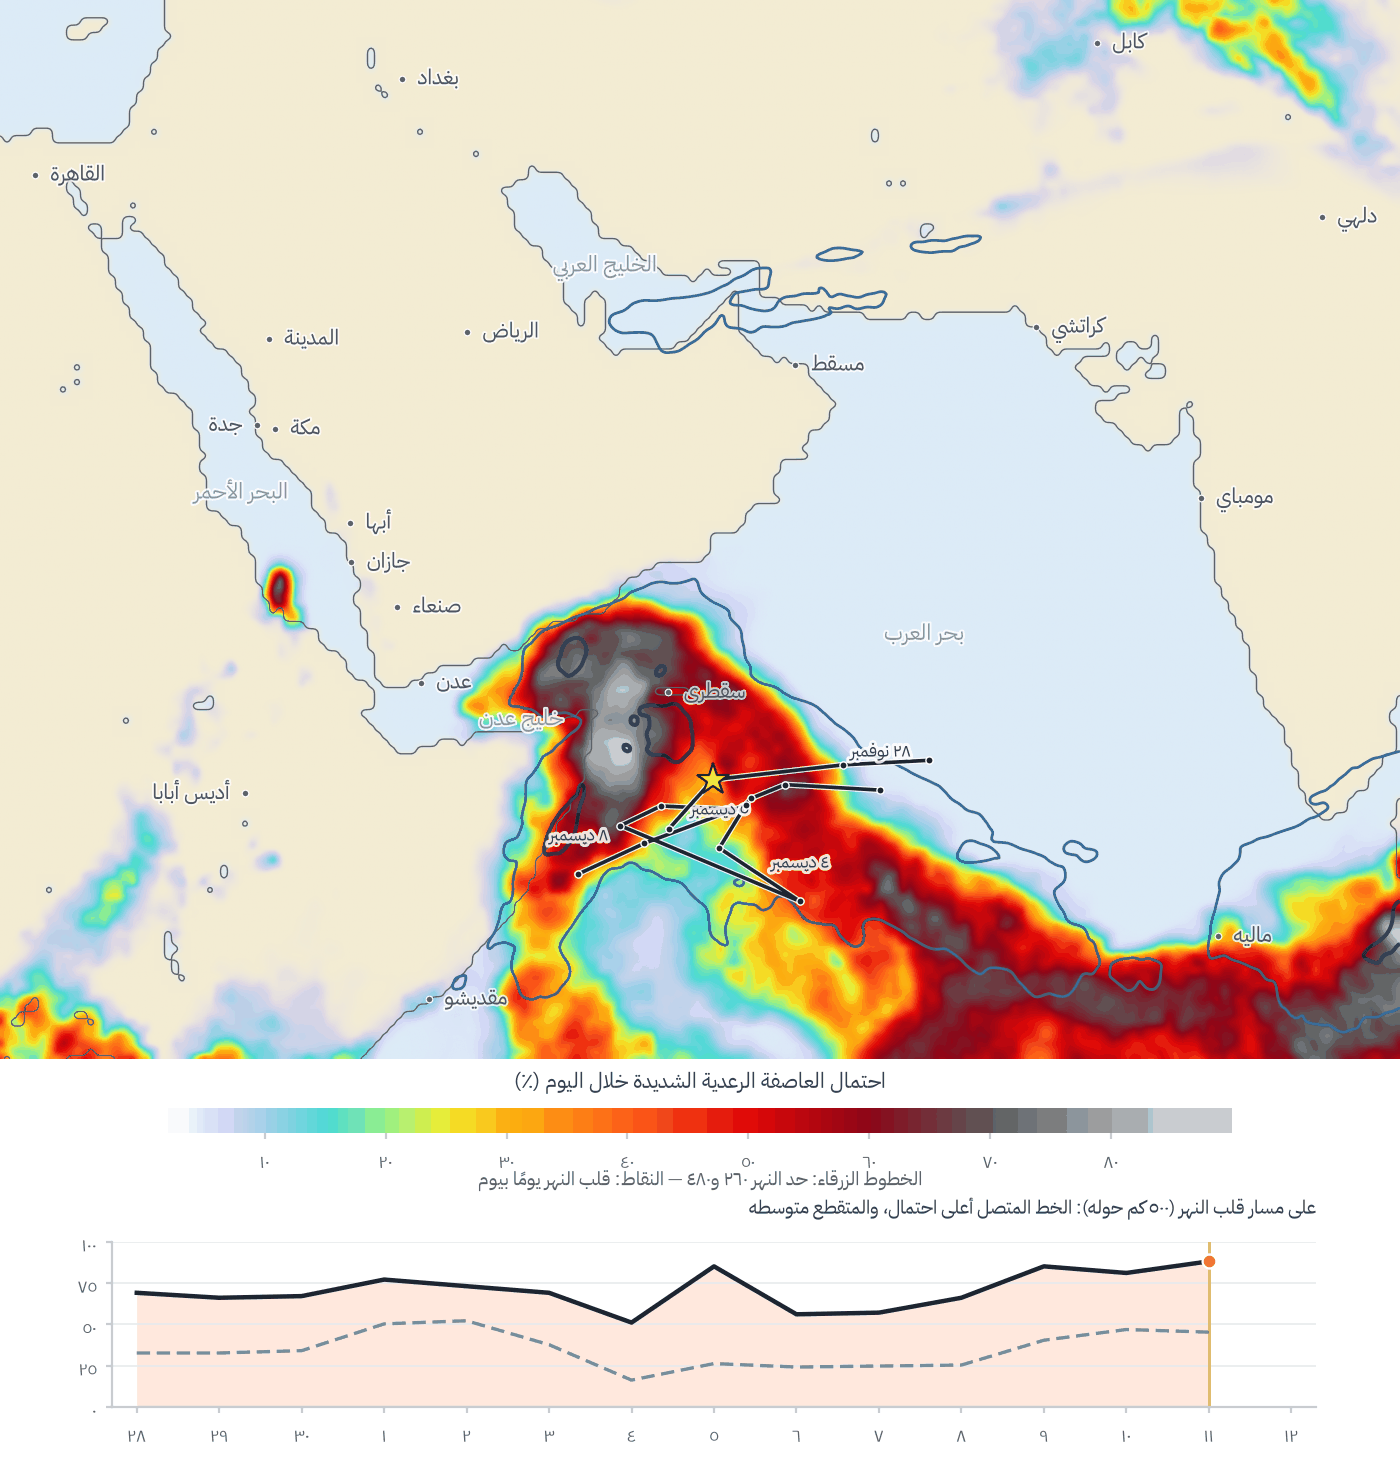 كابل
بغداد
القاهرة
دلهي
الخليج العربي
كراتشي
الرياض
المدينة
مسقط
جدة
مكة
البحر الأحمر
مومباي
أبها
جازان
صنعاء
بحر العرب
عدن
سقطرى
خليج عدن
٢٨ نوفمبر
أديس أبابا
ديسمبر
٨ ديسمبر
٤ ديسمبر
ماليه
مقديشو
احتمال العاصفة الرعدية الشديدة خلال اليوم (٪)
١٠ ٢٠ ٣٠ ٤٠ ٥٠ ٦٠ ٧٠ ٨٠
الخطوط الزرقاء: حد النهر ٢٦٠ و٤٨٠ — النقاط: قلب النهر يومًا بيوم
على مسار قلب النهر (٥٠٠ كم حوله): الخط المتصل أعلى احتمال، والمتقطع متوسطه
١٠٠
٧٥
٥٠
٢٥
٠
٢٨ ٢٩ ٣٠ ١ ٢ ٣ ٤ ٥ ٦ ٧ ٨ ٩ ١٠ ١١ ١٢